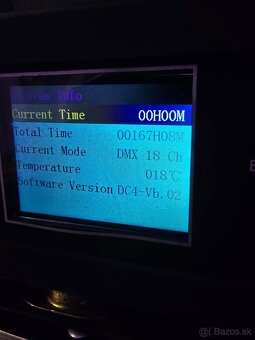 System Info
Current Time 00H00M
Total Time 00167H08M
Current Mode DMX 18 Ch
Temperature 018℃
Software Version DC4-Vb.02
© Bazos.sk